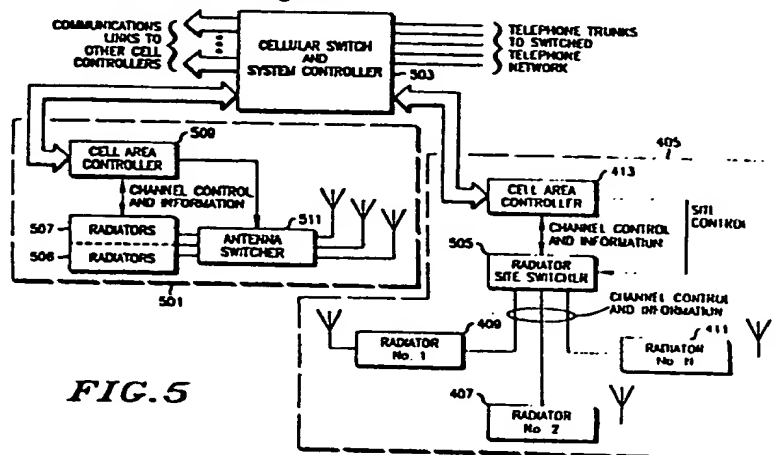 COMMUNICATIONS
LINKS TO
OTHER CELL
CONTROLLERS
CELLULAR SWITCH
AND
SYSTEM CONTROLLER
503
TELEPHONE TRUNKS
TO SWITCHED
TELEPHONE
NETWORK
509
CELL AREA
CONTROLLER
CHANNEL CONTROL
AND INFORMATION
511
507
RADIATORS
506
RADIATORS
ANTENNA
SWITCHER
501
405
413
CELL AREA
CONTROLLER
SITE
CONTROL
CHANNEL CONTROL
AND INFORMATION
505
RADIATOR
SITE SWITCHER
CHANNEL CONTROL
AND INFORMATION
409
RADIATOR
No. 1
411
RADIATOR
No. N
407
RADIATOR
No. 2
FIG.5